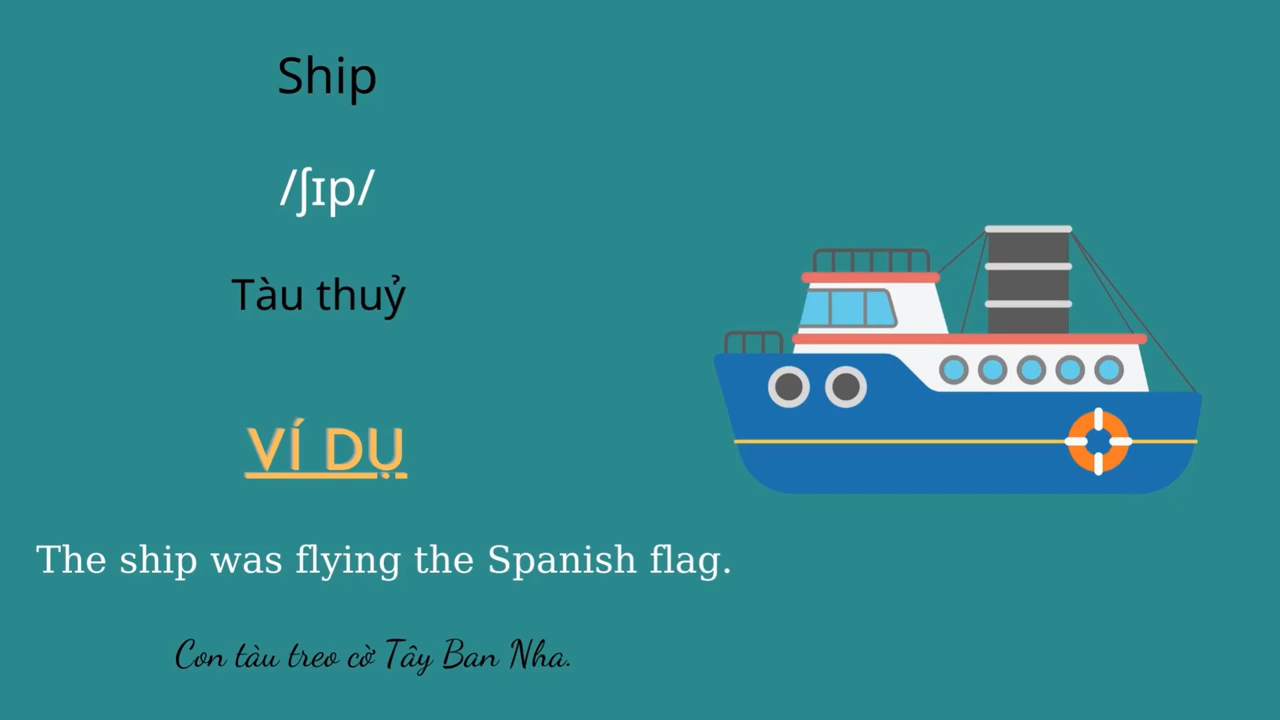 Ship
/ʃɪp/
Tàu thuỷ
VÍ DỤ
The ship was flying the Spanish flag.
Con tàu treo cờ Tây Ban Nha.